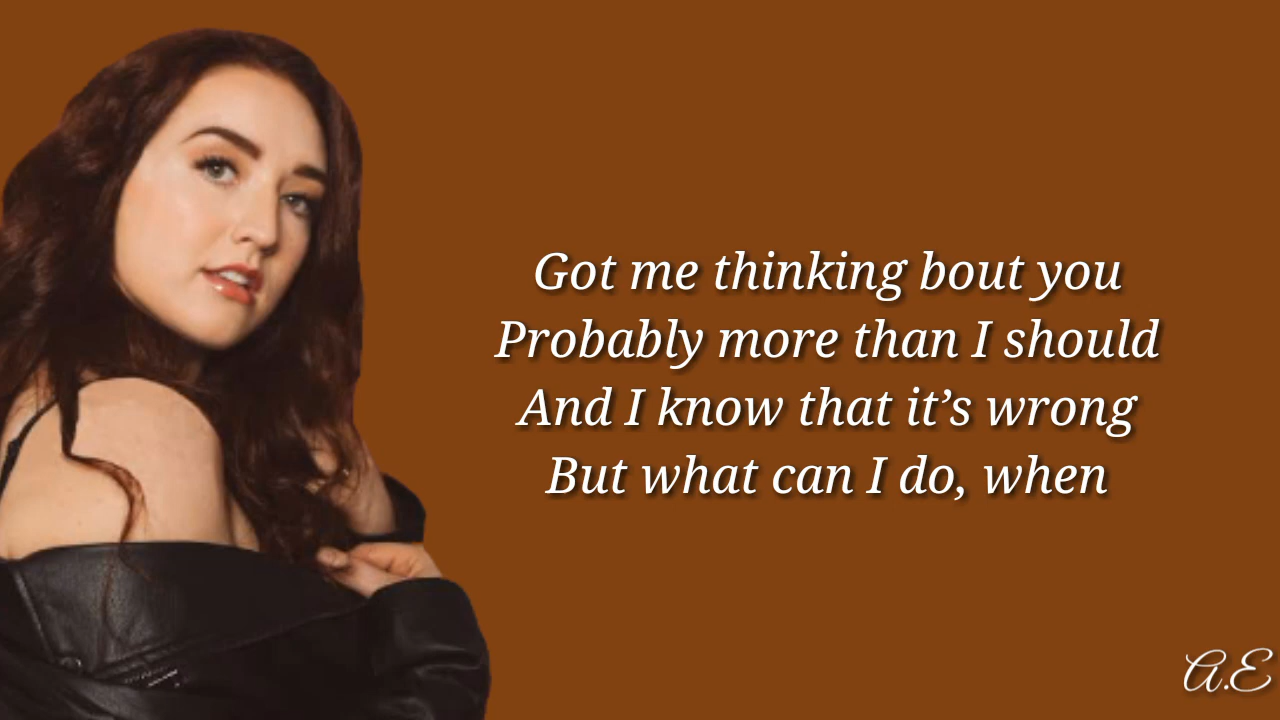 Got me thinking bout you
Probably more than I should
And I know that it’s wrong
But what can I do, when
A.E